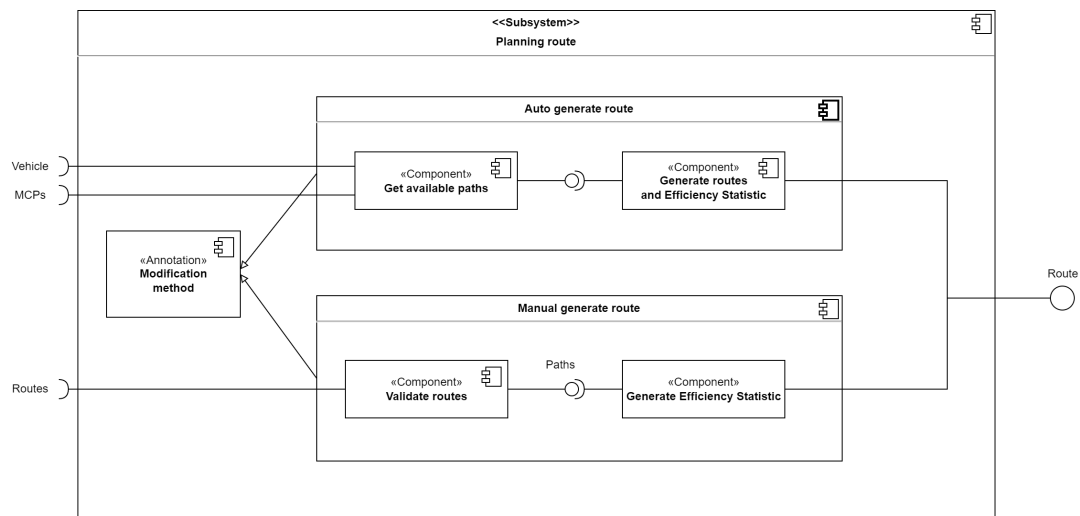 <<Subsystem>>
Planning route
Auto generate route
Vehicle
MCPs
«Component»
Get available paths
«Component»
Generate routes
and Efficiency Statistic
«Annotation»
Modification
method
Route
Manual generate route
Paths
Routes
«Component»
Validate routes
«Component»
Generate Efficiency Statistic